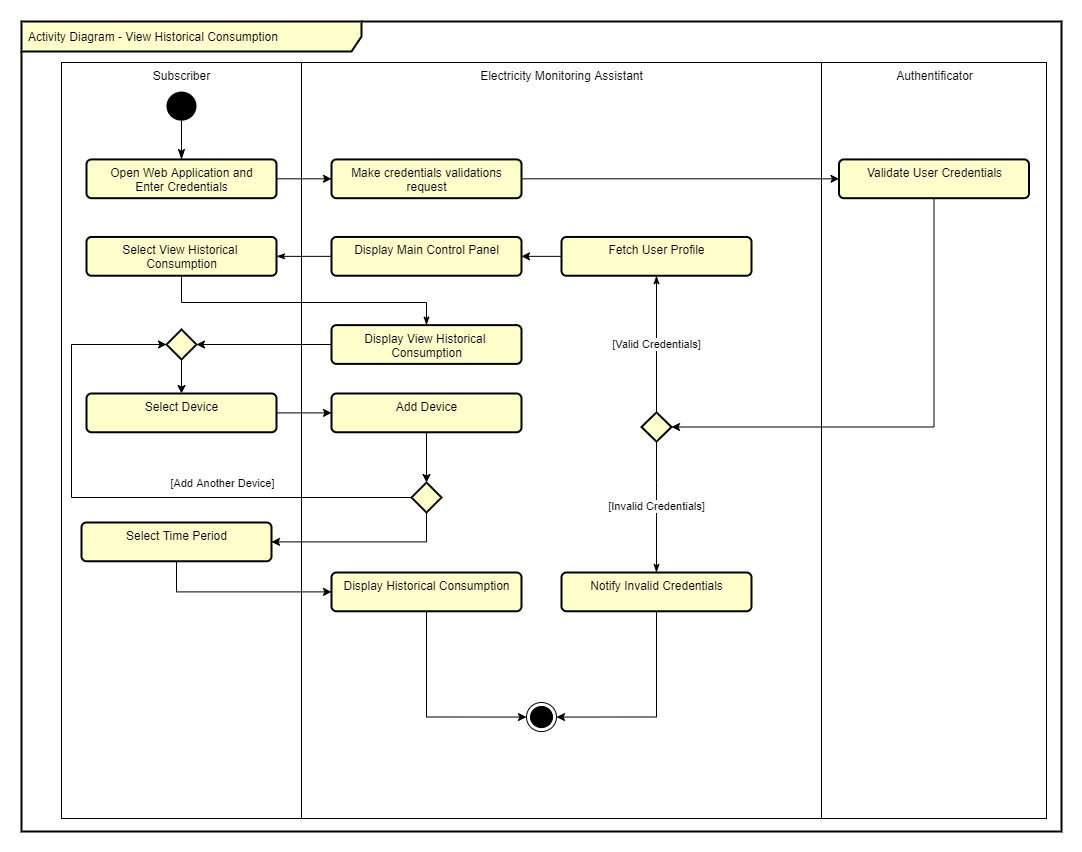 Activity Diagram - View Historical Consumption
Subscriber
Electricity Monitoring Assistant
Authentificator
Open Web Application and
Enter Credentials
Make credentials validations
request
Validate User Credentials
Select View Historical
Consumption
Display Main Control Panel
Fetch User Profile
Display View Historical
Consumption
[Valid Credentials]
Select Device
Add Device
[Add Another Device]
[Invalid Credentials]
Select Time Period
Display Historical Consumption
Notify Invalid Credentials